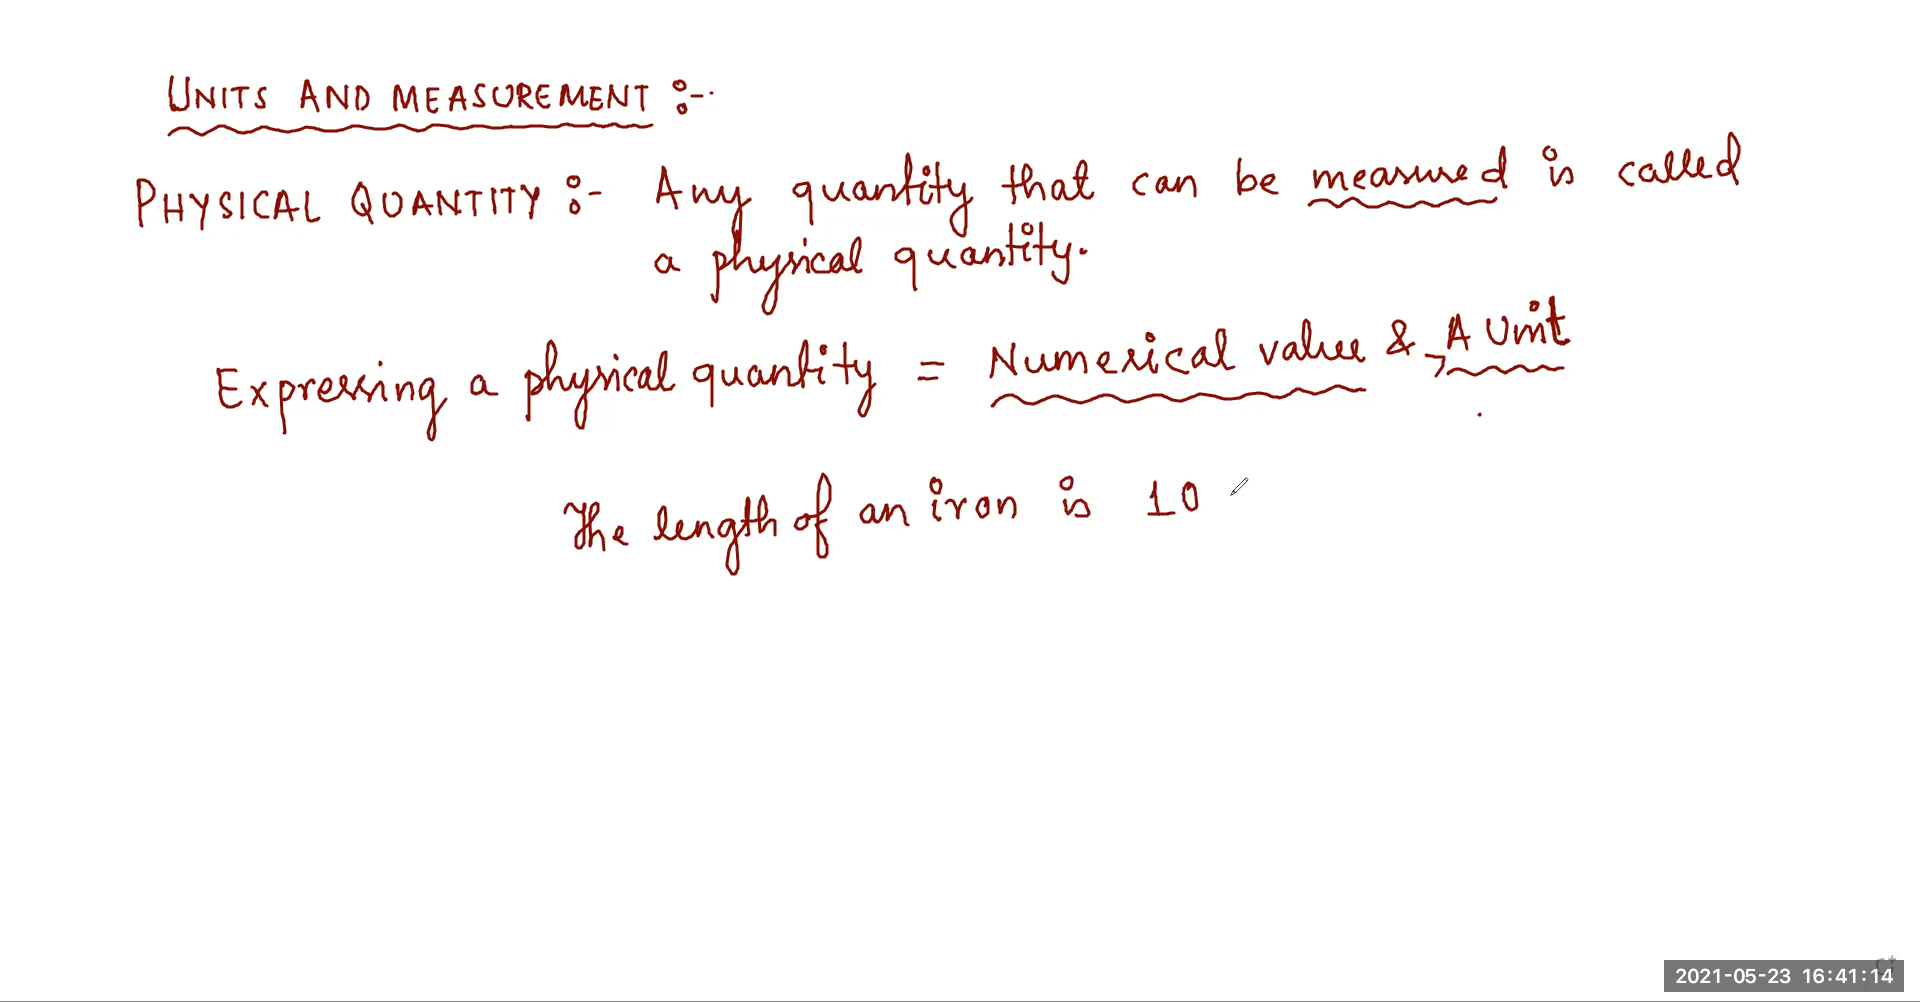 UNITS AND MEASUREMENT :-
PHYSICAL QUANTITY :- Any quantity that can be measured is called
a physical quantity.
Expressing a physical quantity = Numerical value & A Unit
The length of an iron is 10
2021-05-23 16:41:14